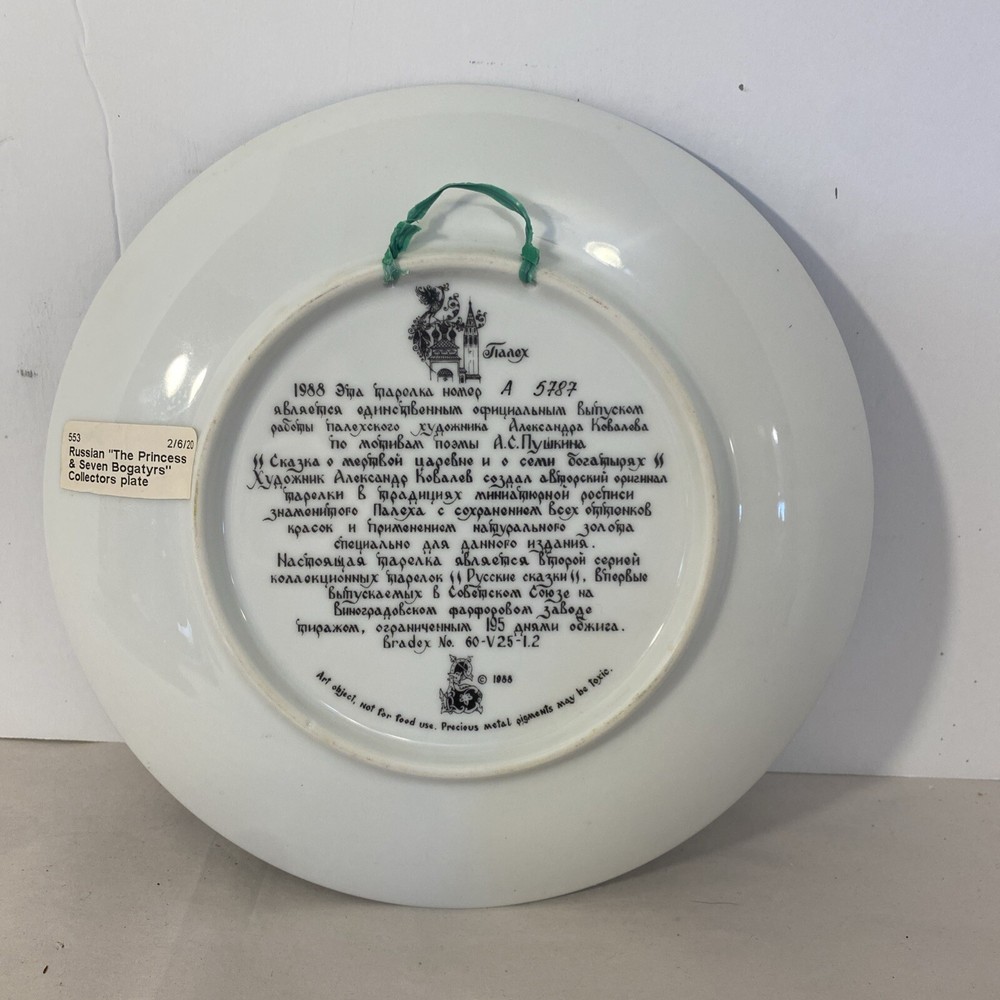 Палех
1988 Эта тарелка номер А 5787
является единственным официальным выпуском
работы палехского художника Александра Ковалева
по мотивам поэмы А.С.Пушкина
"Сказка о мертвой царевне и о семи богатырях"
Художник Александр Ковалев создал авторский оригинал
тарелки в традициях миниатюрной росписи
знаменитого Палеха с сохранением всех оттенков
красок и применением натурального золота
специально для данного издания.
Настоящая тарелка является второй серией
коллекционных тарелок "Русские сказки", впервые
выпускаемых в Советском Союзе на
Виноградовском фарфоровом заводе
тиражом, ограниченным 195 днями обжига.
Bradex No. 60-V25-1.2
© 1988
Art object, not for food use. Precious metal pigments may be toxic.
553 2/6/20
Russian "The Princess
& Seven Bogatyrs"
Collectors plate